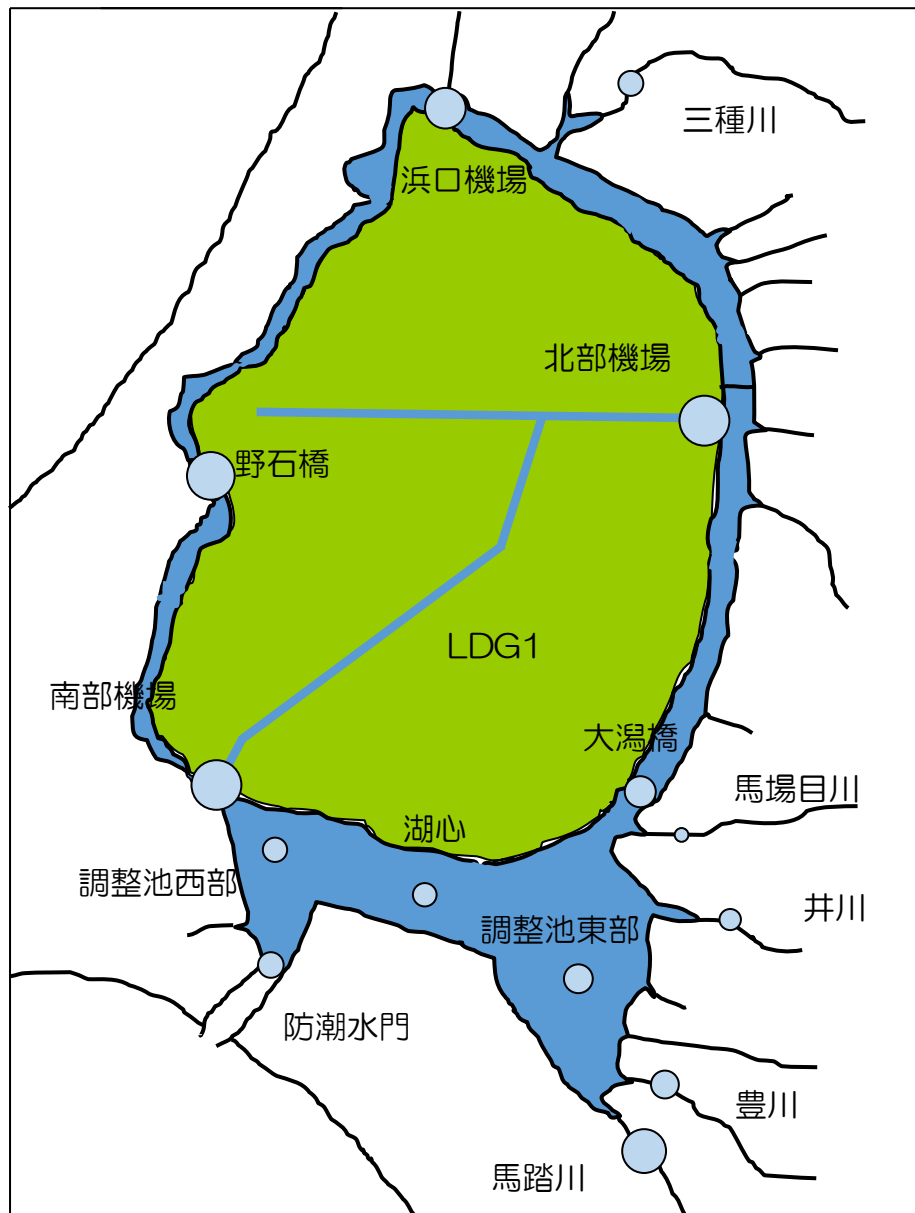 三種川
浜口機場
北部機場
野石橋
LDG1
南部機場
大潟橋
馬場目川
湖心
調整池西部
井川
調整池東部
防潮水門
豊川
馬踏川